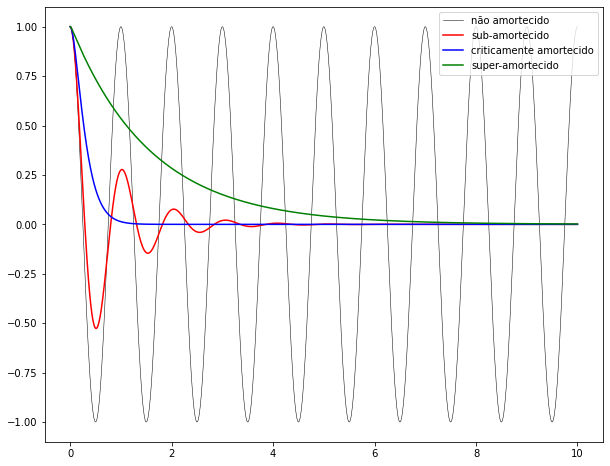 não amortecido
sub-amortecido
criticamente amortecido
super-amortecido
1.00
0.75
0.50
0.25
0.00
−0.25
−0.50
−0.75
−1.00
0 2 4 6 8 10